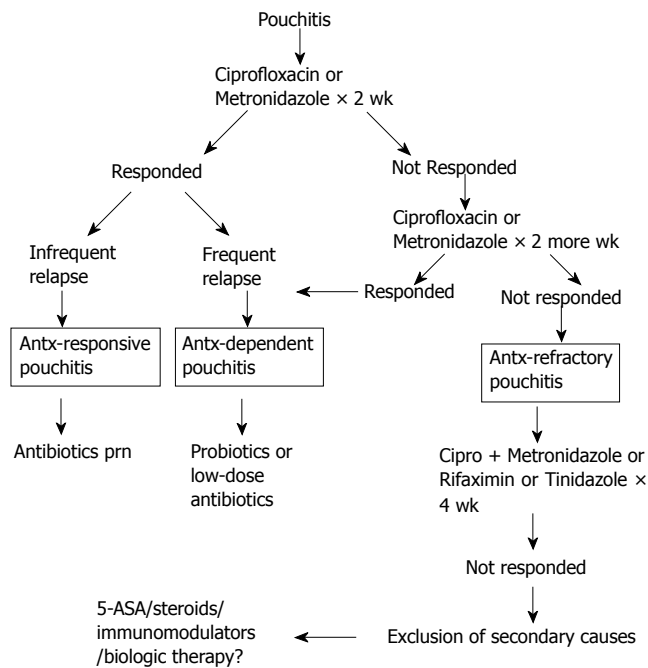 Pouchitis
Ciprofloxacin or
Metronidazole × 2 wk
Responded
Not Responded
Ciprofloxacin or
Metronidazole × 2 more wk
Infrequent
relapse
Frequent
relapse
Responded
Not responded
Antx-responsive
pouchitis
Antx-dependent
pouchitis
Antx-refractory
pouchitis
Antibiotics prn
Probiotics or
low-dose
antibiotics
Cipro + Metronidazole or
Rifaximin or Tinidazole ×
4 wk
Not responded
Exclusion of secondary causes
5-ASA/steroids/
immunomodulators
/biologic therapy?